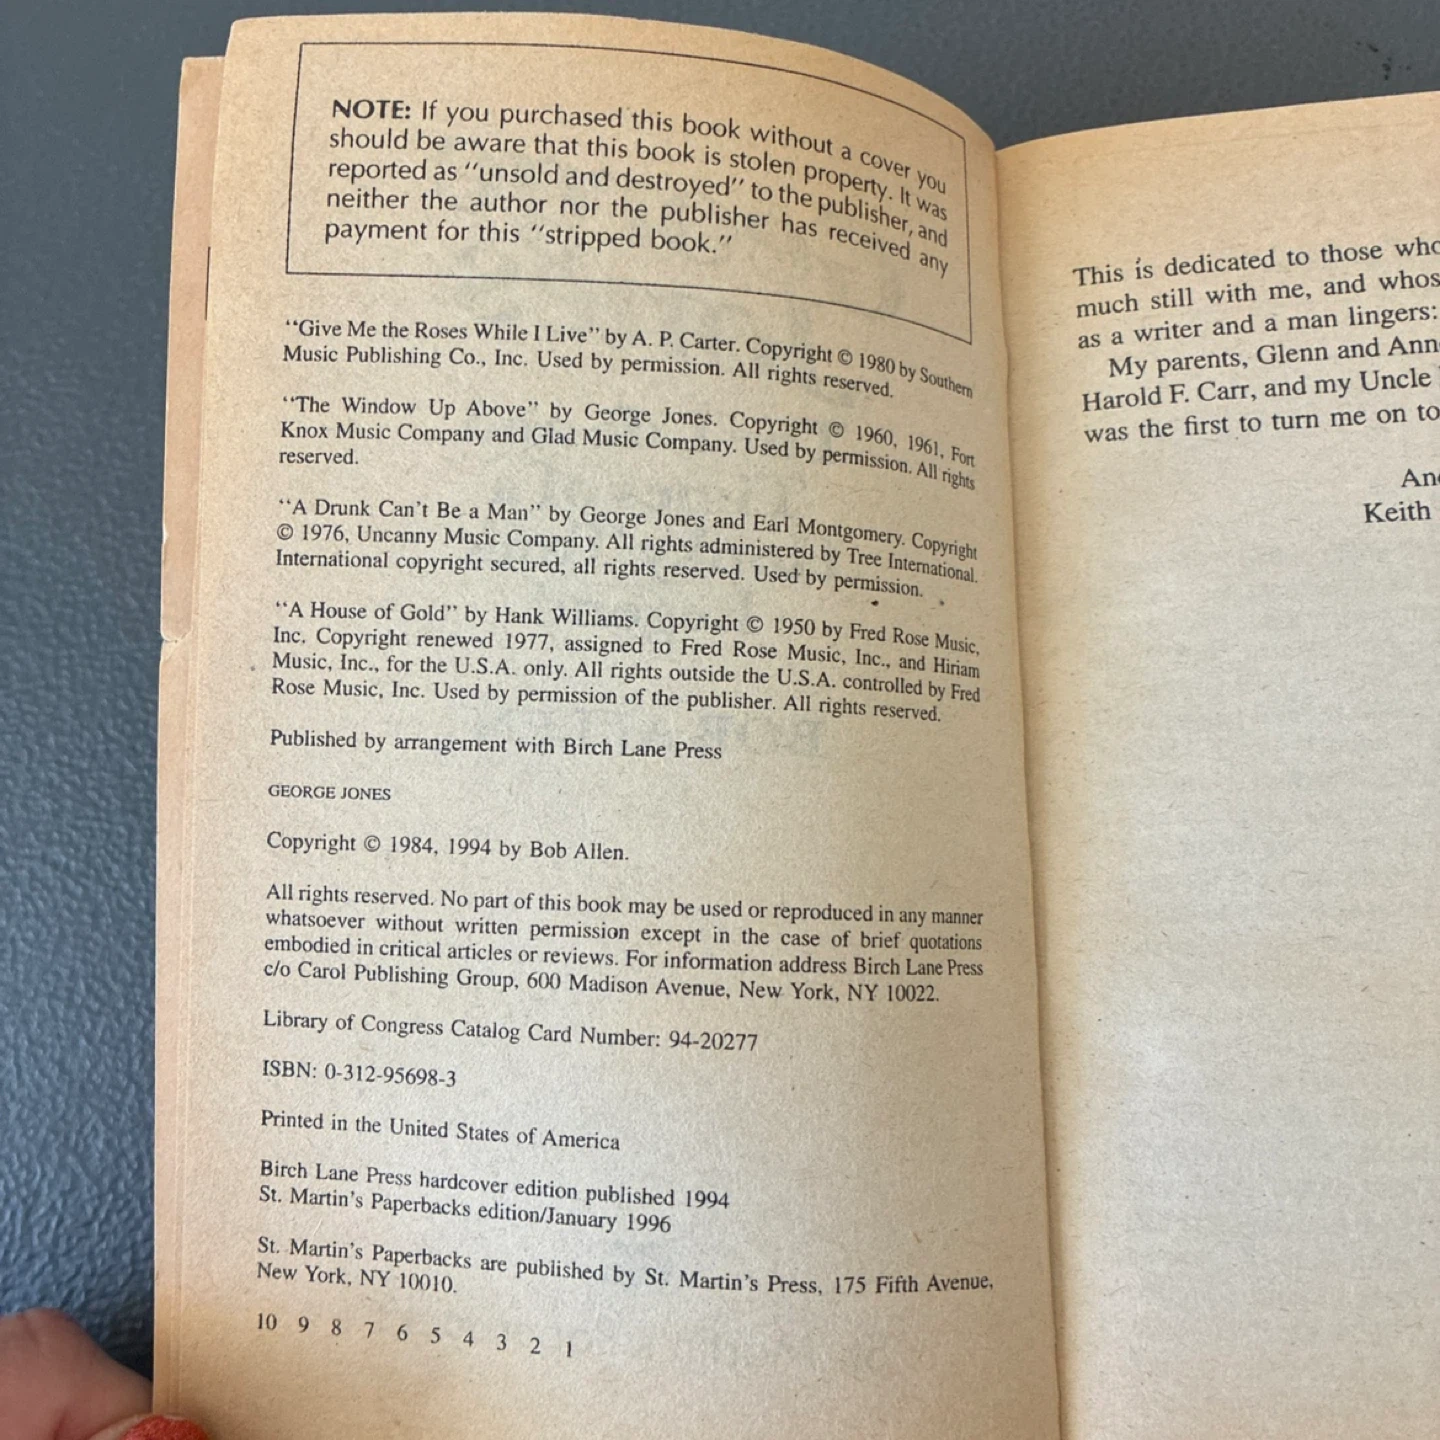 NOTE: If you purchased this book without a cover you
should be aware that this book is stolen property. It was
reported as "unsold and destroyed" to the publisher, and
neither the author nor the publisher has received any
payment for this "stripped book."
"Give Me the Roses While I Live" by A. P. Carter. Copyright © 1980 by Southern
Music Publishing Co., Inc. Used by permission. All rights reserved.
"The Window Up Above" by George Jones. Copyright © 1960, 1961, Fort
Knox Music Company and Glad Music Company. Used by permission. All rights
reserved.
"A Drunk Can't Be a Man" by George Jones and Earl Montgomery. Copyright
© 1976, Uncanny Music Company. All rights administered by Tree International.
International copyright secured, all rights reserved. Used by permission.
"A House of Gold" by Hank Williams. Copyright © 1950 by Fred Rose Music,
Inc. Copyright renewed 1977, assigned to Fred Rose Music, Inc., and Hiriam
Music, Inc., for the U.S.A. only. All rights outside the U.S.A. controlled by Fred
Rose Music, Inc. Used by permission of the publisher. All rights reserved.
Published by arrangement with Birch Lane Press
GEORGE JONES
Copyright © 1984, 1994 by Bob Allen.
All rights reserved. No part of this book may be used or reproduced in any manner
whatsoever without written permission except in the case of brief quotations
embodied in critical articles or reviews. For information address Birch Lane Press
c/o Carol Publishing Group, 600 Madison Avenue, New York, NY 10022.
Library of Congress Catalog Card Number: 94-20277
ISBN: 0-312-95698-3
Printed in the United States of America
Birch Lane Press hardcover edition published 1994
St. Martin's Paperbacks edition/January 1996
St. Martin's Paperbacks are published by St. Martin's Press, 175 Fifth Avenue,
New York, NY 10010.
10 9 8 7 6 5 4 3 2 1
This is dedicated to those who
much still with me, and whos
as a writer and a man lingers:
My parents, Glenn and Ann
Harold F. Carr, and my Uncle
was the first to turn me on to
An
Keith